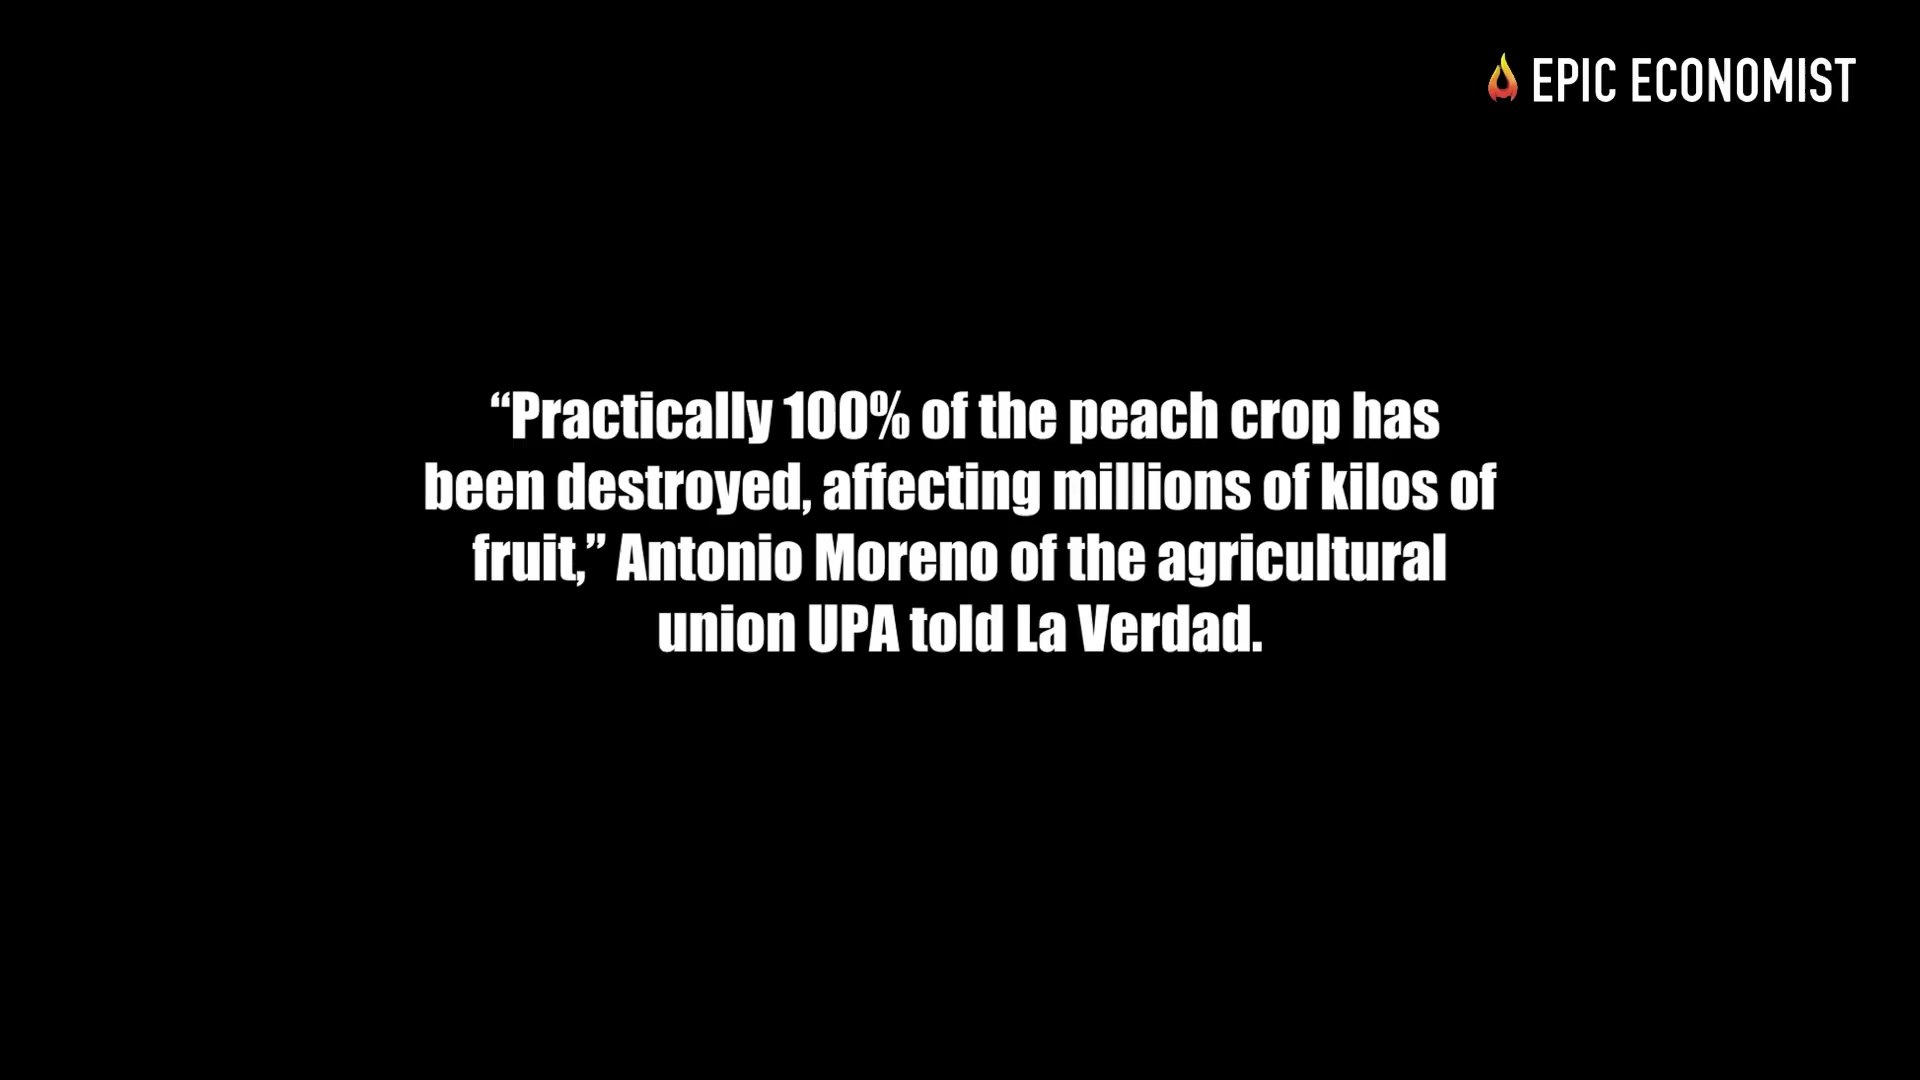 EPIC ECONOMIST
“Practically 100% of the peach crop has
been destroyed, affecting millions of kilos of
fruit,” Antonio Moreno of the agricultural
union UPA told La Verdad.